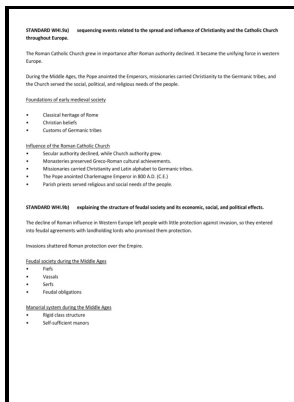 STANDARD WHI.9a) sequencing events related to the spread and influence of Christianity and the Catholic Church
throughout Europe.
The Roman Catholic Church grew in importance after Roman authority declined. It became the unifying force in western
Europe.
During the Middle Ages, the Pope anointed the Emperors, missionaries carried Christianity to the Germanic tribes, and
the Church served the social, political, and religious needs of the people.
Foundations of early medieval society
• Classical heritage of Rome
• Christian beliefs
• Customs of Germanic tribes
Influence of the Roman Catholic Church
• Secular authority declined, while Church authority grew.
• Monasteries preserved Greco-Roman cultural achievements.
• Missionaries carried Christianity and Latin alphabet to Germanic tribes.
• The Pope anointed Charlemagne Emperor in 800 A.D. (C.E.)
• Parish priests served religious and social needs of the people.
STANDARD WHI.9b) explaining the structure of feudal society and its economic, social, and political effects.
The decline of Roman influence in Western Europe left people with little protection against invasion, so they entered
into feudal agreements with landholding lords who promised them protection.
Invasions shattered Roman protection over the Empire.
Feudal society during the Middle Ages
• Fiefs
• Vassals
• Serfs
• Feudal obligations
Manorial system during the Middle Ages
• Rigid class structure
• Self-sufficient manors